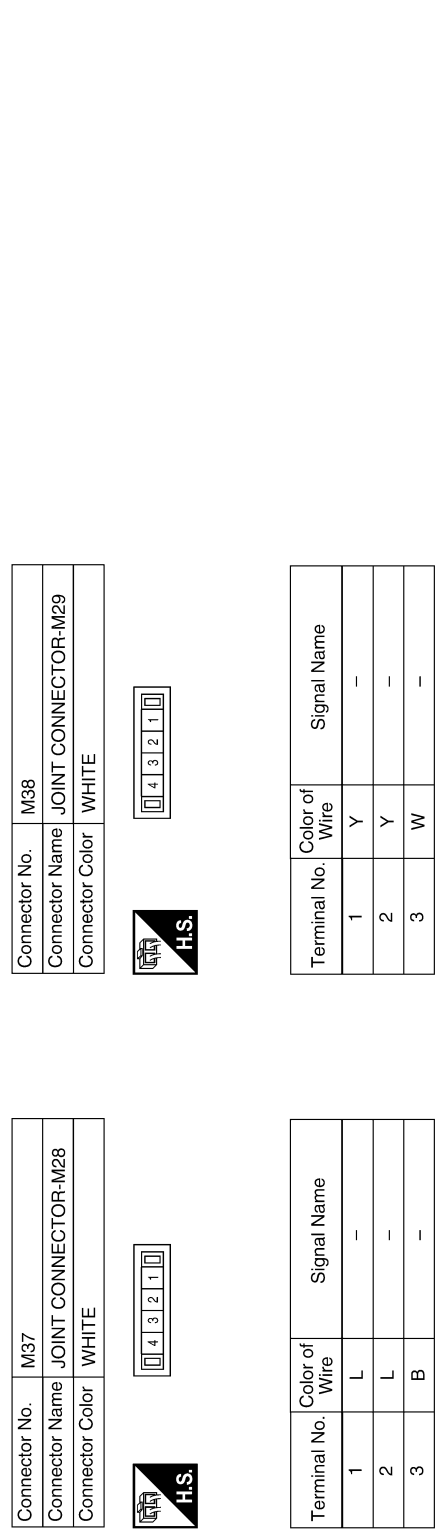 Connector No. M37
Connector Name JOINT CONNECTOR-M28
Connector Color WHITE
H.S.
4 3 2 1
Terminal No. Color of Wire Signal Name
1 L –
2 L –
3 B –
Connector No. M38
Connector Name JOINT CONNECTOR-M29
Connector Color WHITE
H.S.
4 3 2 1
Terminal No. Color of Wire Signal Name
1 Y –
2 Y –
3 W –